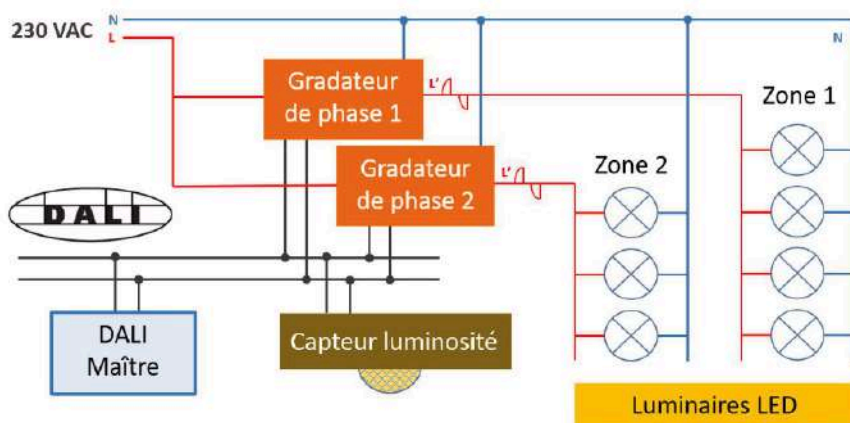 230 VAC
N
L
N
Gradateur
de phase 1
L'
Zone 1
Gradateur
de phase 2
L'
Zone 2
DALI
DALI
Maître
Capteur luminosité
Luminaires LED